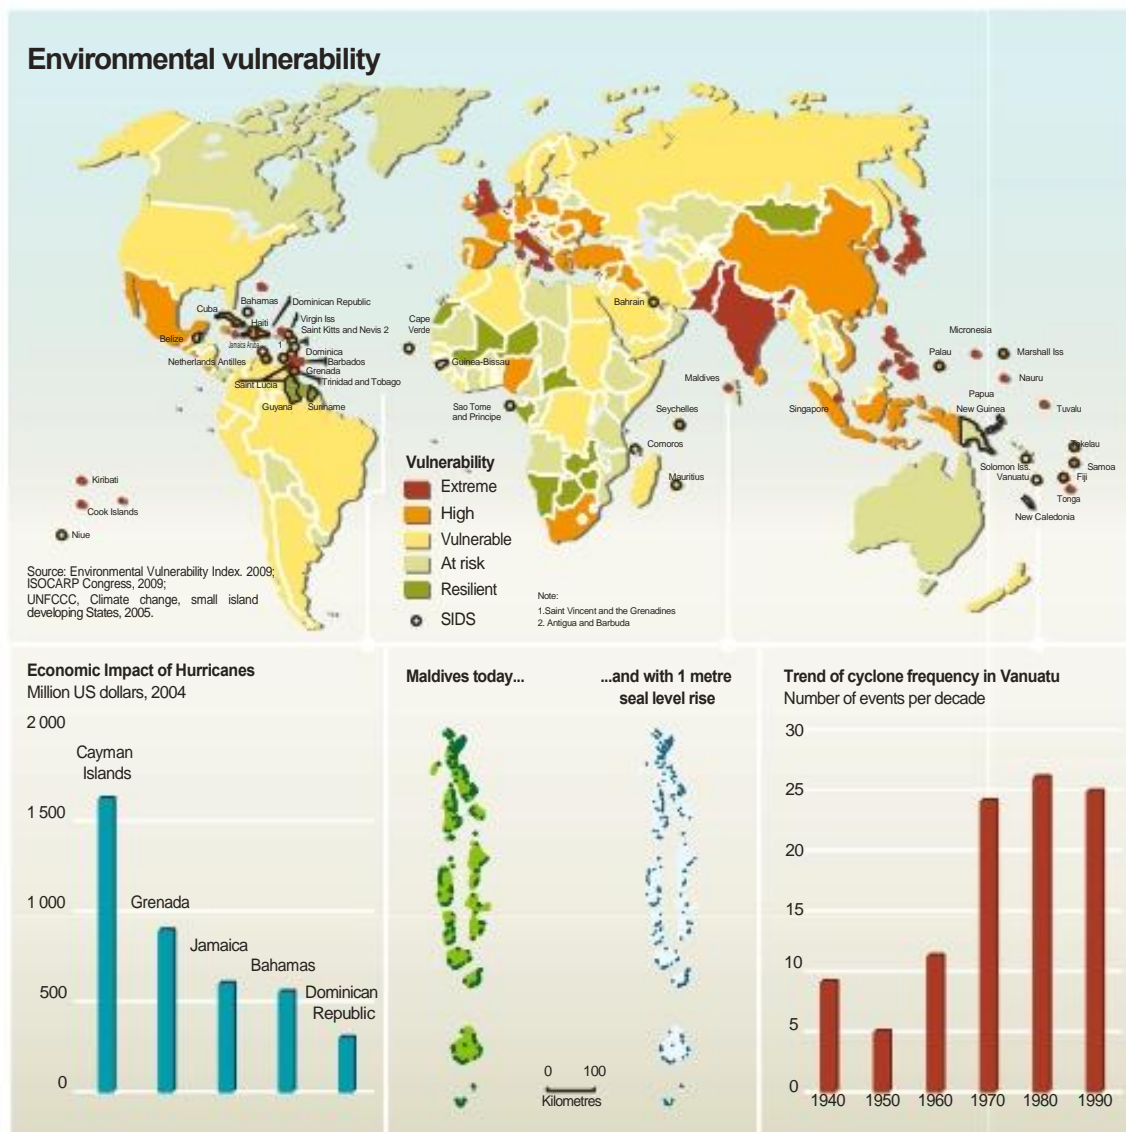 Environmental vulnerability
Bahamas
Dominican Republic
Cuba
Haiti
Virgin Iss
Saint Kitts and Nevis 2
Belize
Jamaica
Aruba
1
Dominica
Netherlands Antilles
Barbados
Grenada
Saint Lucia
Trinidad and Tobago
Guyana
Suriname
Cape
Verde
Guinea-Bissau
Bahrain
Sao Tome
and Principe
Seychelles
Comoros
Mauritius
Maldives
Singapore
Micronesia
Palau
Marshall Iss
Nauru
Papua
New Guinea
Tuvalu
Tokelau
Solomon Iss.
Samoa
Vanuatu
Fiji
Tonga
New Caledonia
Kiribati
Cook Islands
Niue
Vulnerability
Extreme
High
Vulnerable
At risk
Resilient
SIDS
Note:
1.Saint Vincent and the Grenadines
2. Antigua and Barbuda
Source: Environmental Vulnerability Index. 2009;
ISOCARP Congress, 2009;
UNFCCC, Climate change, small island
developing States, 2005.
Economic Impact of Hurricanes
Million US dollars, 2004
2 000
Cayman
Islands
1 500
1 000
Grenada
Jamaica
Bahamas
500
Dominican
Republic
0
Maldives today...
...and with 1 metre
seal level rise
0 100
Kilometres
Trend of cyclone frequency in Vanuatu
Number of events per decade
30
25
20
15
10
5
0
1940 1950 1960 1970 1980 1990